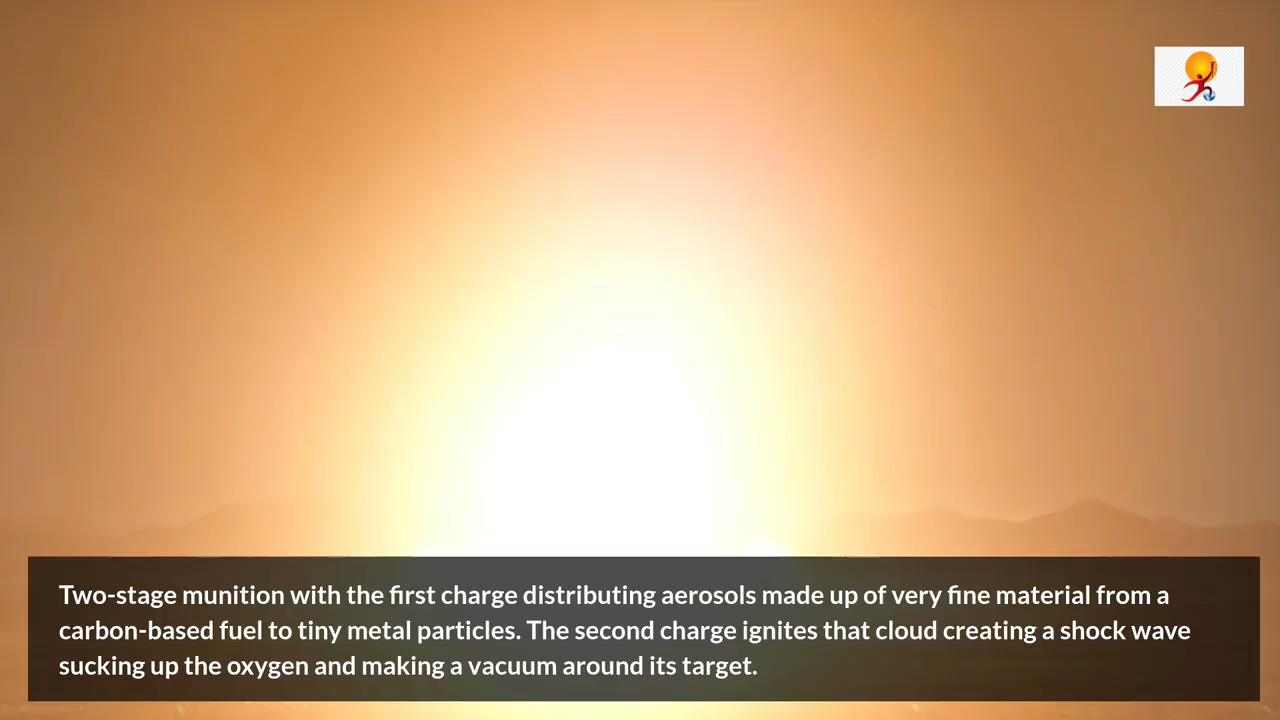 Two-stage munition with the first charge distributing aerosols made up of very fine material from a
carbon-based fuel to tiny metal particles. The second charge ignites that cloud creating a shock wave
sucking up the oxygen and making a vacuum around its target.